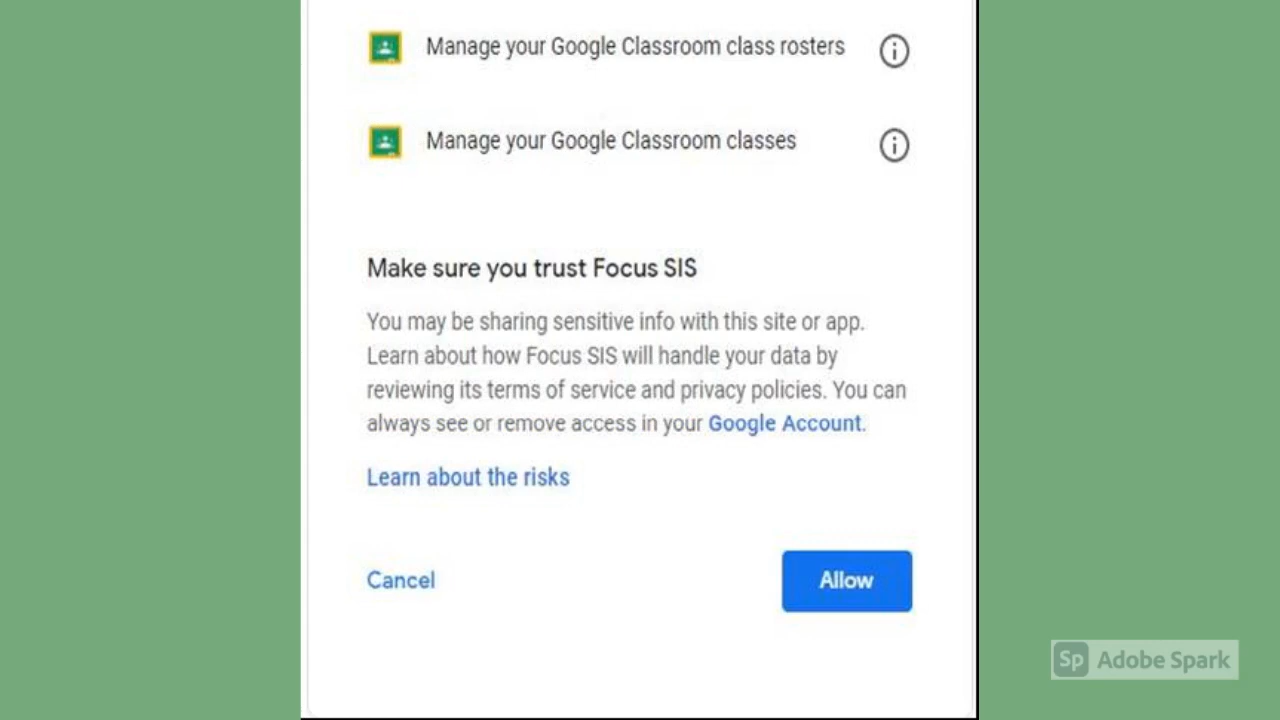 Manage your Google Classroom class rosters
Manage your Google Classroom classes
Make sure you trust Focus SIS
You may be sharing sensitive info with this site or app.
Learn about how Focus SIS will handle your data by
reviewing its terms of service and privacy policies. You can
always see or remove access in your Google Account.
Learn about the risks
Cancel
Allow
Sp Adobe Spark